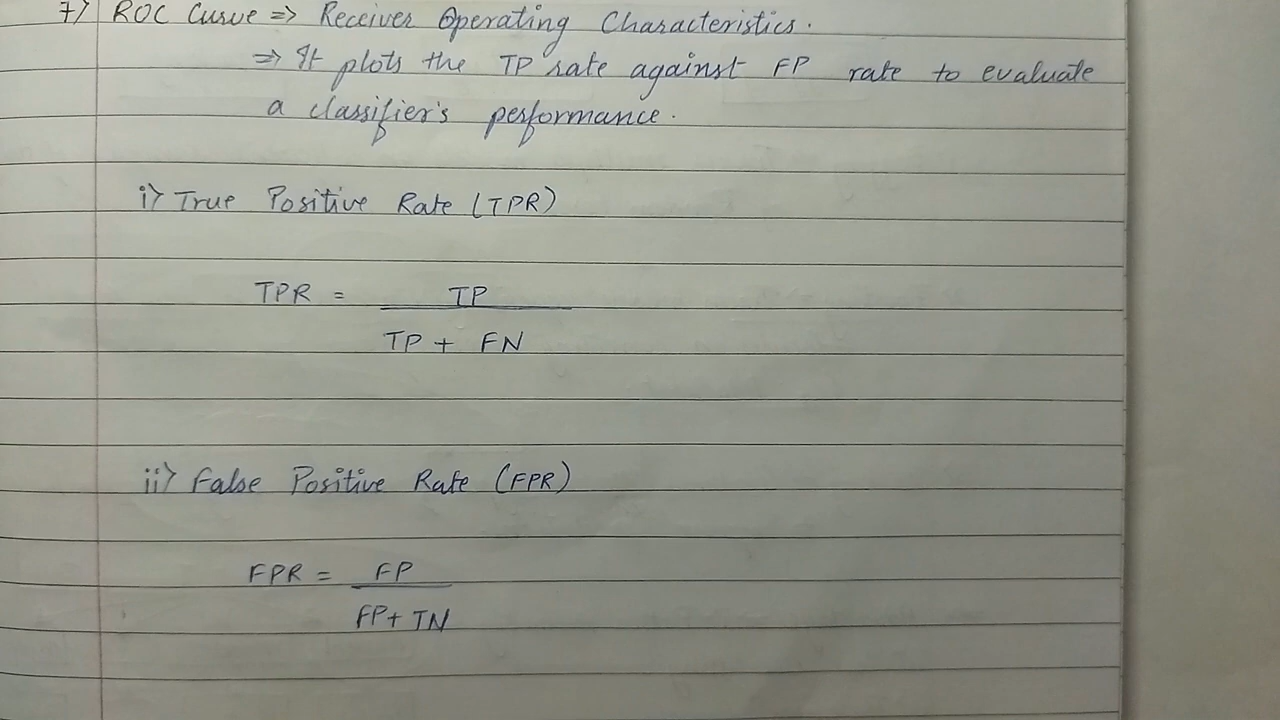 7) ROC Curve => Receiver Operating Characteristics.
=> It plots the TP rate against FP rate to evaluate
a classifier's performance.
i) True Positive Rate (TPR)
TPR = TP
TP + FN
ii) False Positive Rate (FPR)
FPR = FP
FP + TN